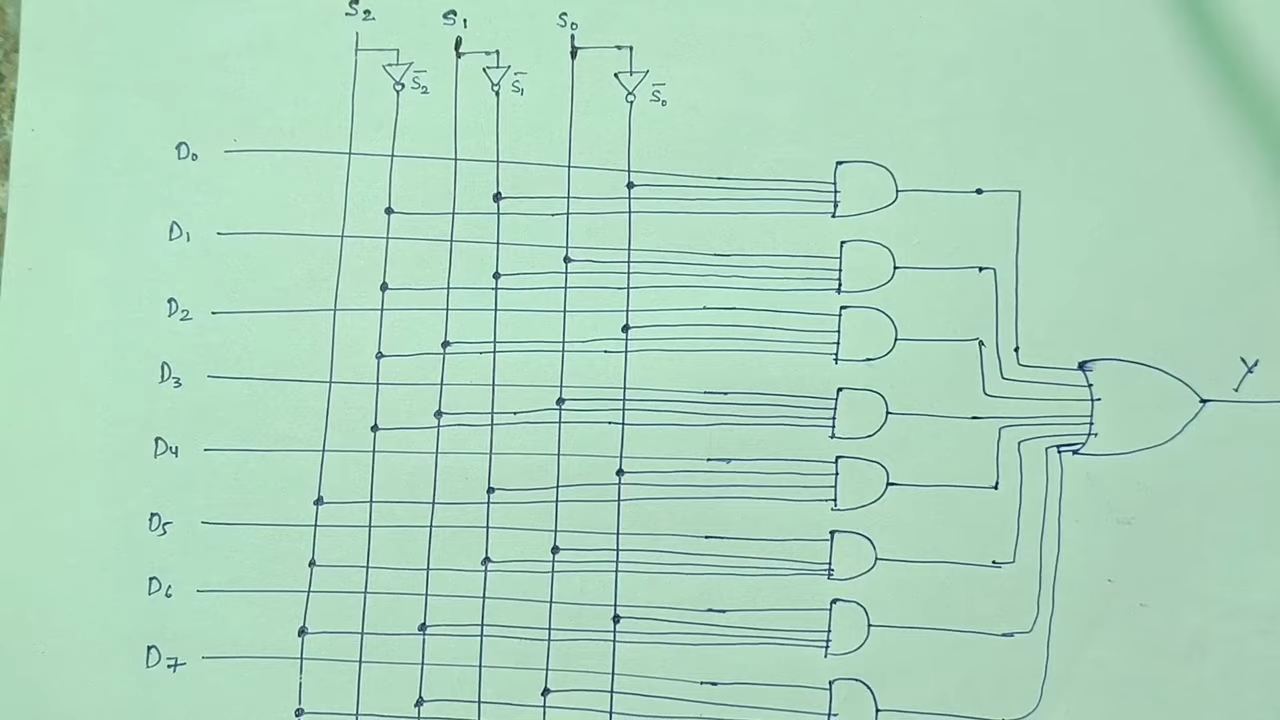 S₂ S₁ S₀
S̅₂ S̅₁ S̅₀
D₀
D₁
D₂
D₃
Y
D₄
D₅
D₆
D₇